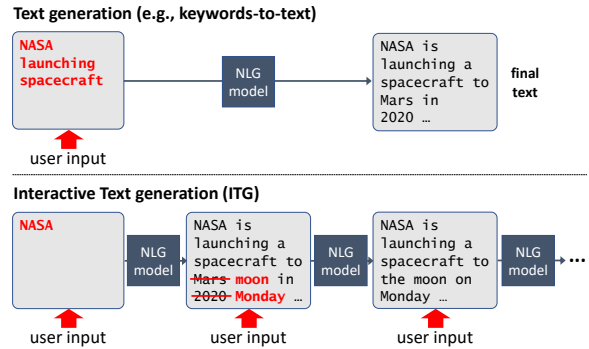 Text generation (e.g., keywords-to-text)
NASA
launching
spacecraft
NLG
model
NASA is
launching a
spacecraft to
Mars in
2020 …
final
text
user input
Interactive Text generation (ITG)
NASA
NLG
model
NASA is
launching a
spacecraft to
Mars moon in
2020 Monday …
NLG
model
NASA is
launching a
spacecraft to
the moon on
Monday …
NLG
model
…
user input
user input
user input